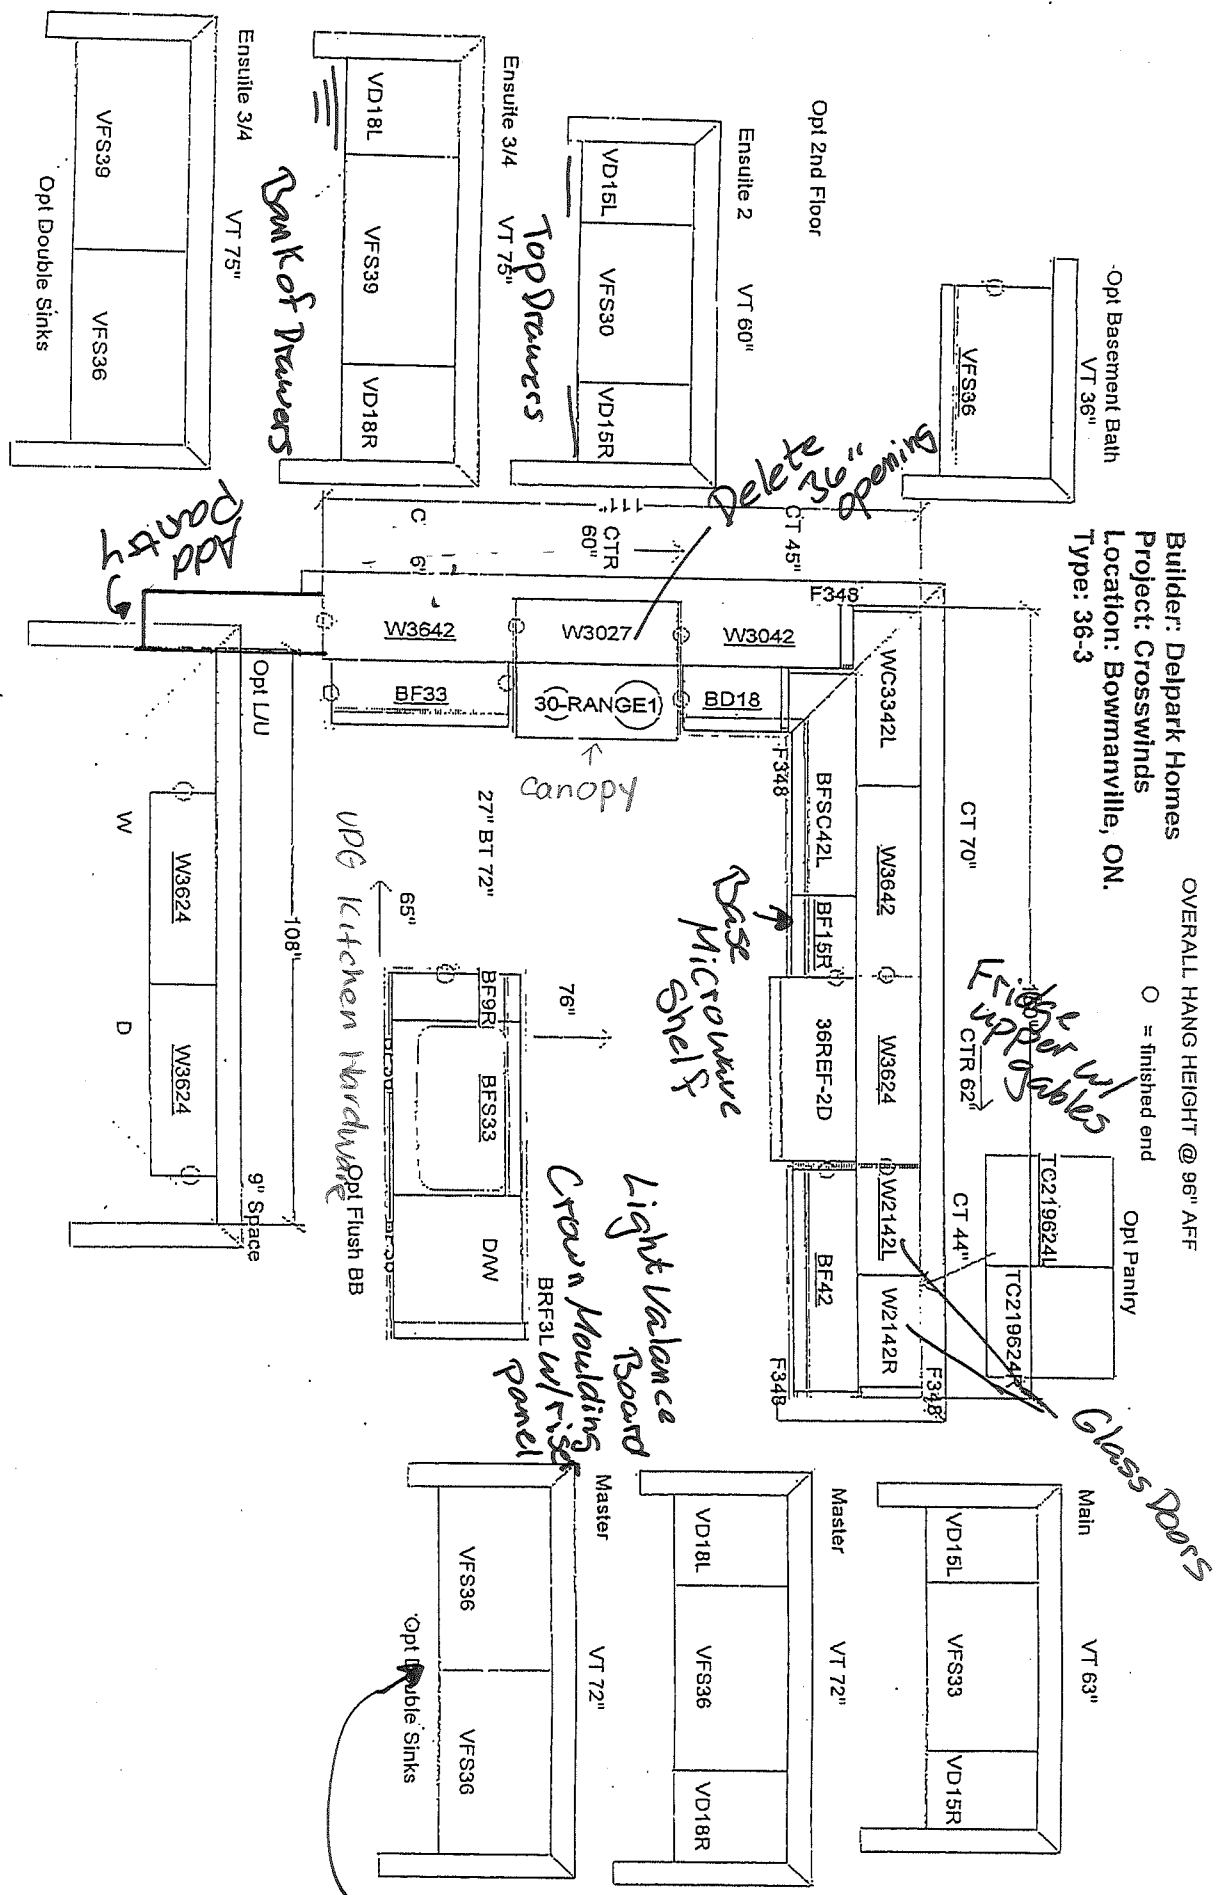 Builder: Delpark Homes
Project: Crosswinds
Location: Bowmanville, ON.
Type: 36-3
OVERALL HANG HEIGHT @ 96" AFF
O = finished end
Opt Basement Bath
VT 36"
VFS36
Opt 2nd Floor
Ensuite 2
VT 60"
VD15L
VFS30
VD15R
Top Drawers
Ensuite 3/4
VT 75"
VD18L
VFS39
VD18R
Bank of Drawers
Ensuite 3/4
VT 75"
VFS39
VFS36
Opt Double Sinks
Delete
36"
opening
111"
CT 45"
CTR
60"
C
6"
F348
W3642
W3027
W3042
BF33
30-RANGE1
BD18
canopy
Add
pantry
CT 70"
WC3342L
W3642
W3624
W2142L
W2142R
F348
F348
BFSC42L
BF15R
36REF-2D
BF42
F348
CTR 62"
CT 44"
Fridge
upper w/
gables
Opt Pantry
TC219624L
TC219624R
Glass Doors
Base
Microwave
Shelf
27" BT 72"
65"
76"
BF9R
BFS33
D/W
BRF3L
Opt Flush BB
UPG Kitchen Hardware
Light Valance
Board
Crown Moulding
w/riser
panel
Opt L/U
108"
9" Space
W3624
W3624
W
D
Main
VT 63"
VD15L
VFS33
VD15R
Master
VT 72"
VD18L
VFS36
VD18R
Master
VT 72"
VFS36
VFS36
Opt Double Sinks